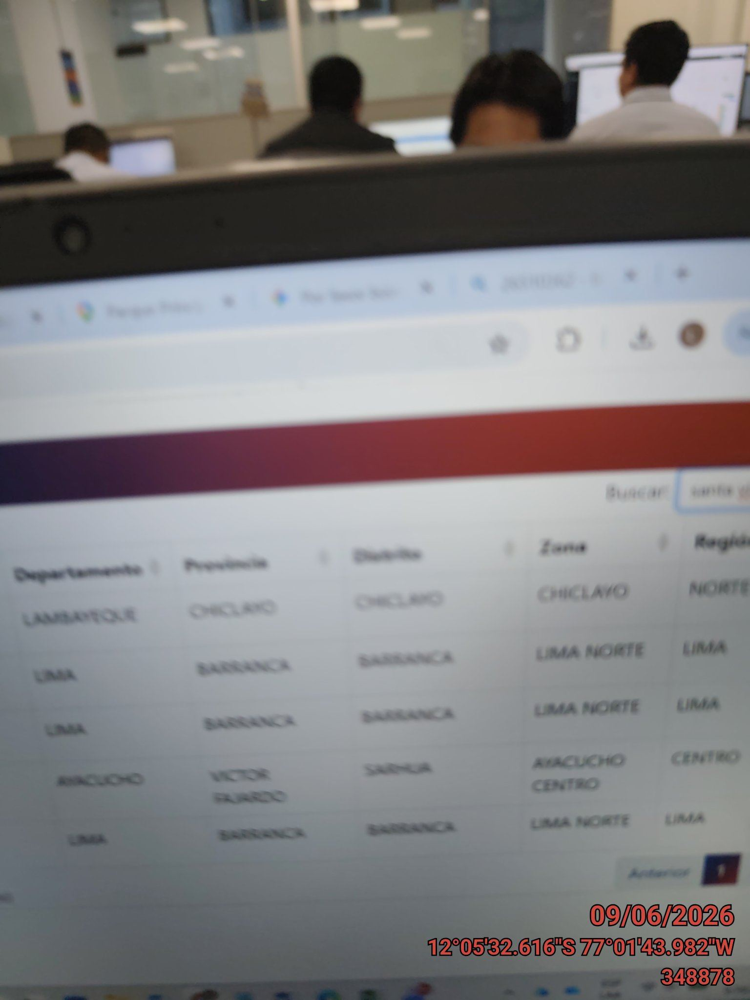 Buscar: santa
Departamento Provincia Distrito Zona
LAMBAYEQUE CHICLAYO CHICLAYO CHICLAYO NORTE
LIMA BARRANCA BARRANCA LIMA NORTE LIMA
LIMA BARRANCA BARRANCA LIMA NORTE LIMA
AYACUCHO VICTOR SARHUA AYACUCHO CENTRO
FAJARDO CENTRO
LIMA BARRANCA BARRANCA LIMA NORTE LIMA
Anterior 1
09/06/2026
12°05'32.616"S 77°01'43.982"W
348878